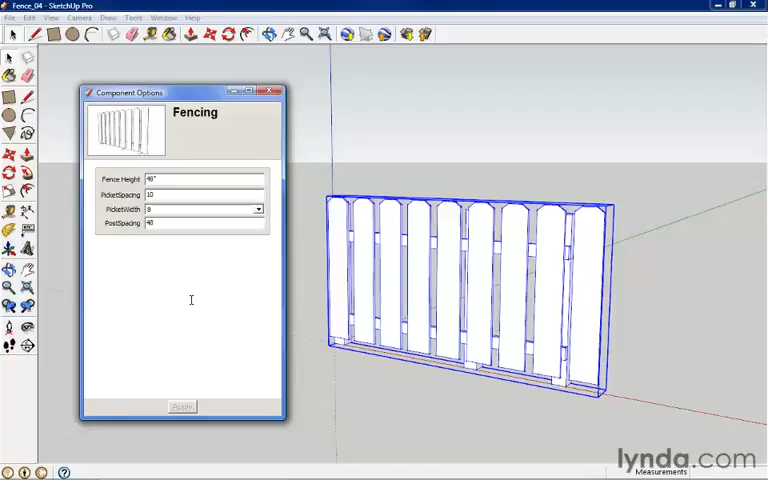 Fence_04 - SketchUp Pro
File Edit View Camera Draw Tools Window Help
Component Options
Fencing
Fence Height 48"
PicketSpacing 10
PicketWidth 8
PostSpacing 48
Apply
lynda.com
Measurements